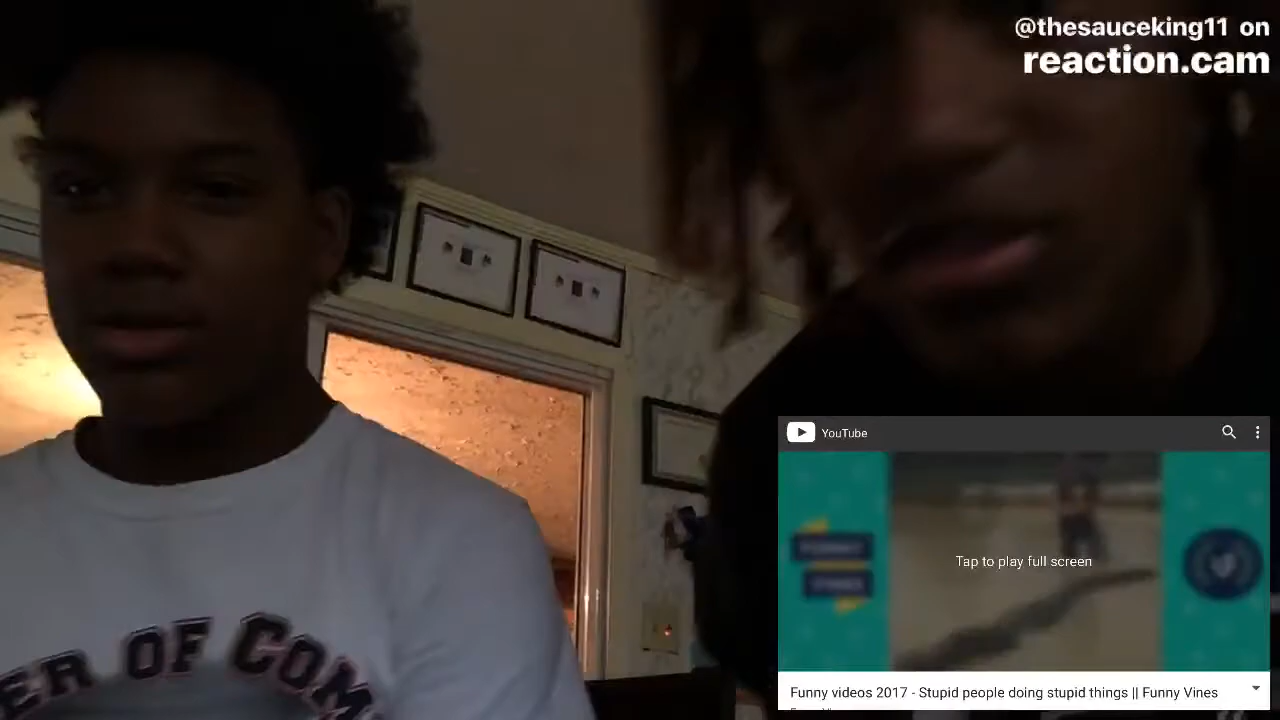 @thesauceking11 on
reaction.cam
YouTube
Tap to play full screen
ER OF COM
Funny videos 2017 - Stupid people doing stupid things || Funny Vines